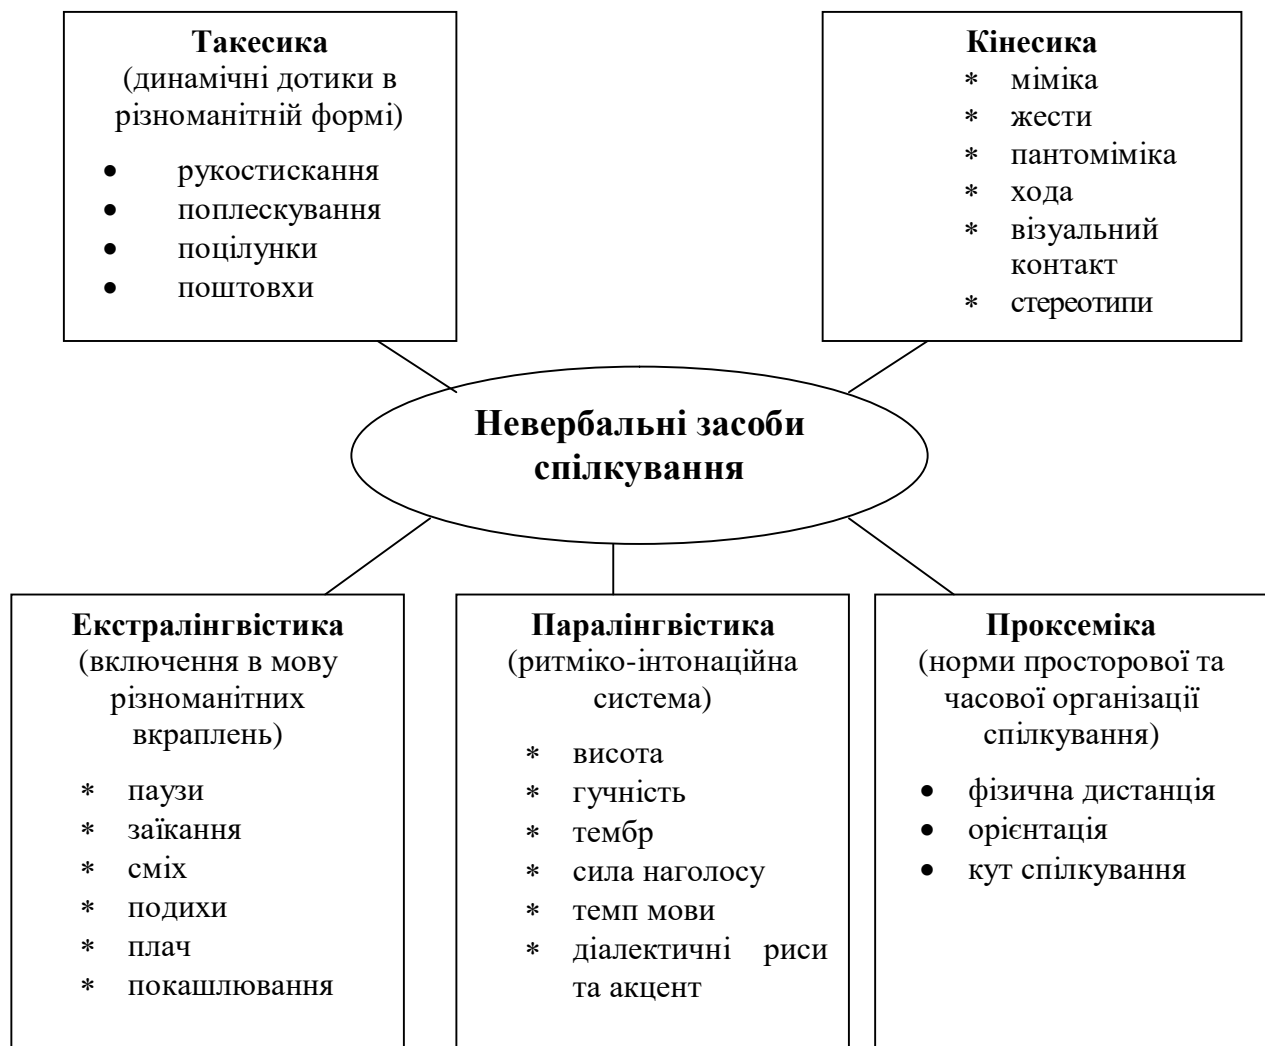 Такесика
(динамічні дотики в
різноманітній формі)
• рукостискання
• поплескування
• поцілунки
• поштовхи
Кінесика
* міміка
* жести
* пантоміміка
* хода
* візуальний
контакт
* стереотипи
Невербальні засоби
спілкування
Екстралінгвістика
(включення в мову
різноманітних
вкраплень)
* паузи
* заїкання
* сміх
* подихи
* плач
* покашлювання
Паралінгвістика
(ритміко-інтонаційна
система)
* висота
* гучність
* тембр
* сила наголосу
* темп мови
* діалектичні риси
та акцент
Проксеміка
(норми просторової та
часової організації
спілкування)
• фізична дистанція
• орієнтація
• кут спілкування